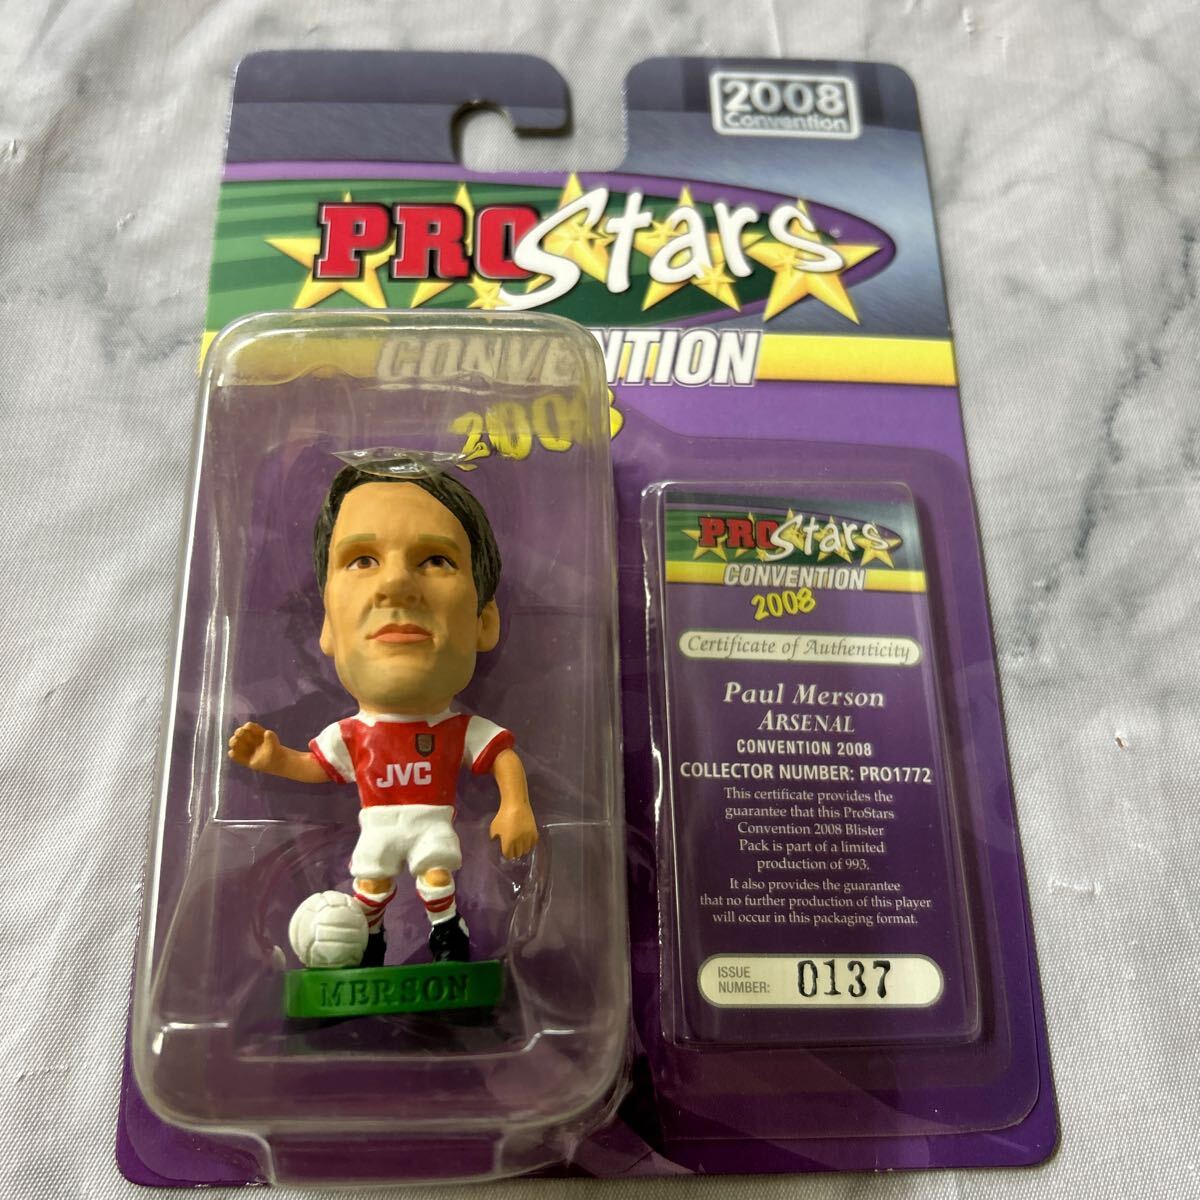 2008
Convention
PROStars
CONVENTION
2008
JVC
MERSON
PROStars
CONVENTION
2008
Certificate of Authenticity
Paul Merson
ARSENAL
CONVENTION 2008
COLLECTOR NUMBER: PRO1772
This certificate provides the
guarantee that this ProStars
Convention 2008 Blister
Pack is part of a limited
production of 993.
It also provides the guarantee
that no further production of this player
will occur in this packaging format.
ISSUE
NUMBER: 0137